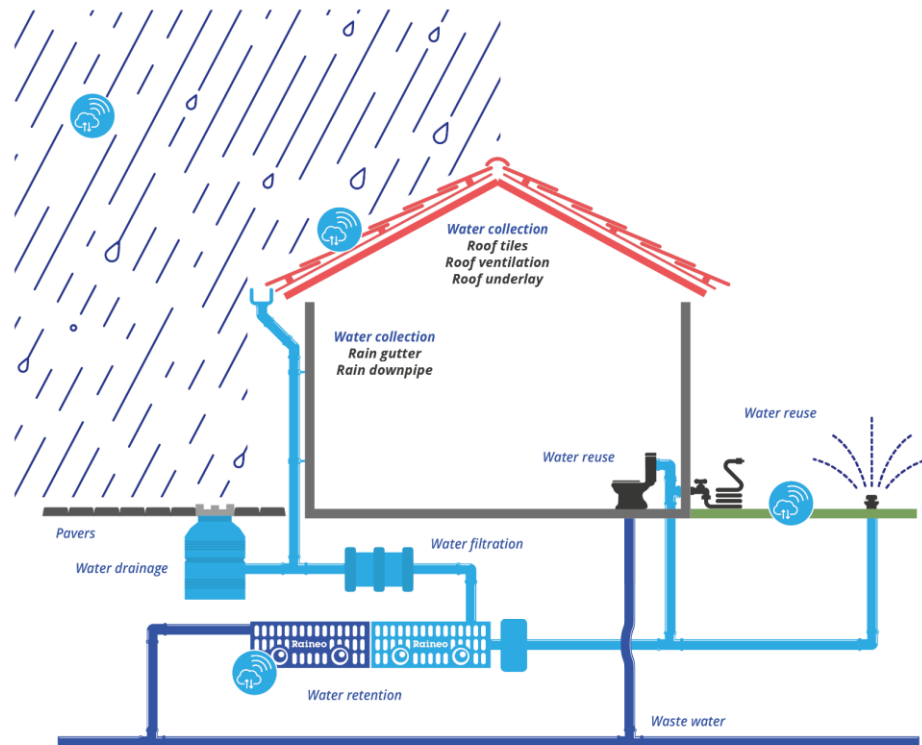 Water collection
Roof tiles
Roof ventilation
Roof underlay
Water collection
Rain gutter
Rain downpipe
Water reuse
Water reuse
Pavers
Water drainage
Water filtration
Raineo
Raineo
Water retention
Waste water